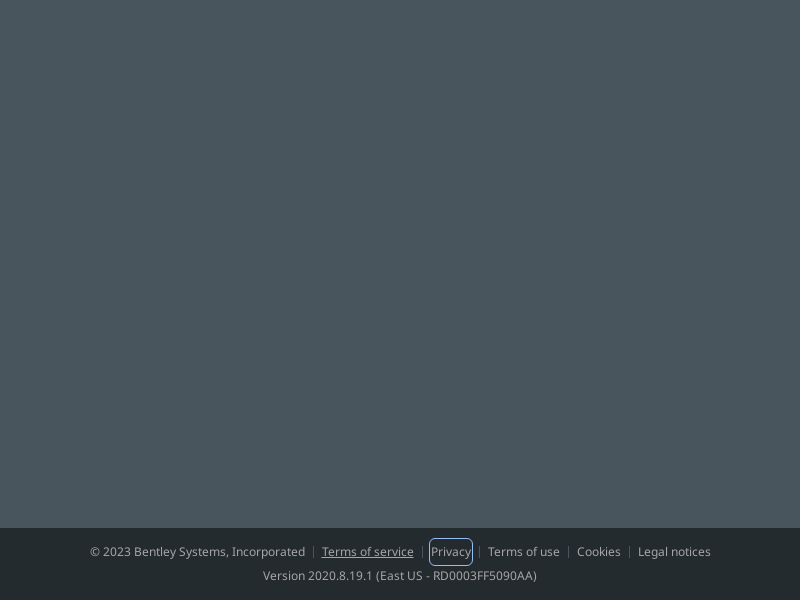 © 2023 Bentley Systems, Incorporated | Terms of service | Privacy | Terms of use | Cookies | Legal notices
Version 2020.8.19.1 (East US - RD0003FF5090AA)